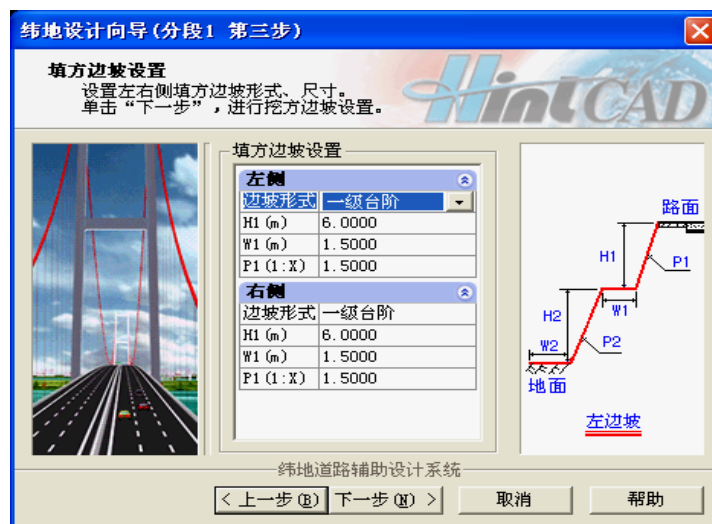 纬地设计向导(分段1 第三步)
填方边坡设置
设置左右侧填方边坡形式、尺寸。
单击“下一步”,进行挖方边坡设置。
HintCAD
填方边坡设置
左侧
边坡形式 一级台阶
H1(m) 6.0000
W1(m) 1.5000
P1(1:X) 1.5000
右侧
边坡形式 一级台阶
H1(m) 6.0000
W1(m) 1.5000
P1(1:X) 1.5000
路面
H1
P1
W1
H2
W2
P2
地面
左边坡
纬地道路辅助设计系统
< 上一步(B) 下一步(N) > 取消 帮助